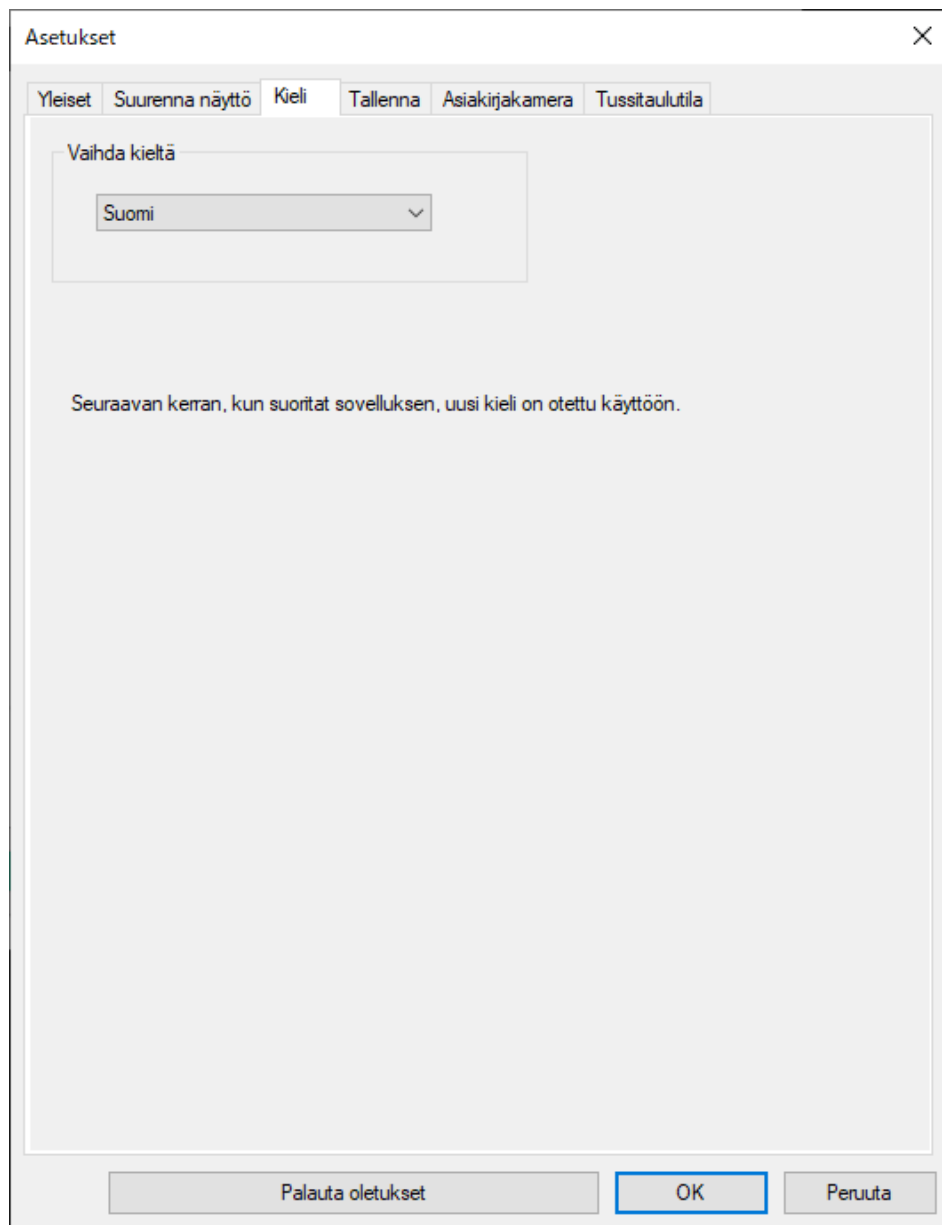 Asetukset
Yleiset Suurenna näyttö Kieli Tallenna Asiakirjakamera Tussitaulutila
Vaihda kieltä
Suomi
Seuraavan kerran, kun suoritat sovelluksen, uusi kieli on otettu käyttöön.
Palauta oletukset OK Peruuta